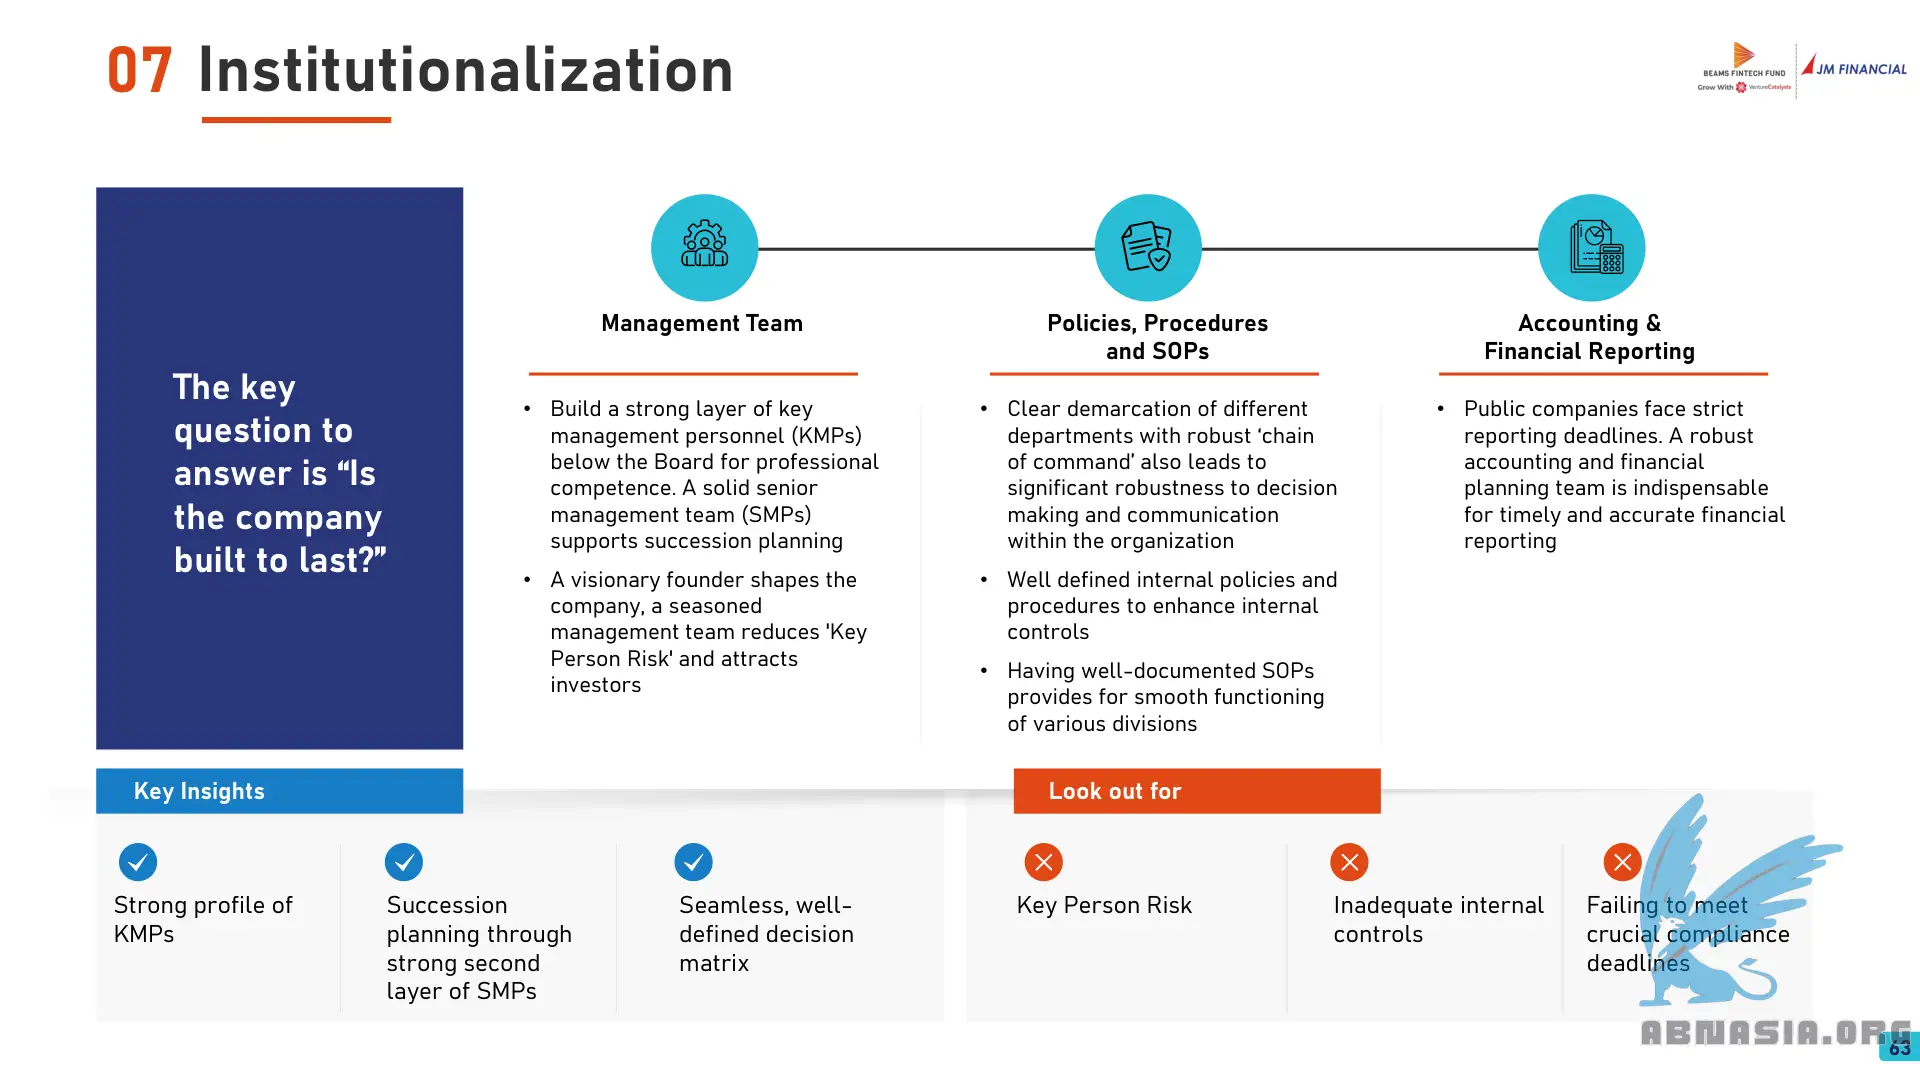 07 Institutionalization
BEAMS FINTECH FUND
Grow With VentureCatalysts
JM FINANCIAL
The key
question to
answer is “Is
the company
built to last?”
Management Team
• Build a strong layer of key
management personnel (KMPs)
below the Board for professional
competence. A solid senior
management team (SMPs)
supports succession planning
• A visionary founder shapes the
company, a seasoned
management team reduces 'Key
Person Risk' and attracts
investors
Policies, Procedures
and SOPs
• Clear demarcation of different
departments with robust ‘chain
of command’ also leads to
significant robustness to decision
making and communication
within the organization
• Well defined internal policies and
procedures to enhance internal
controls
• Having well-documented SOPs
provides for smooth functioning
of various divisions
Accounting &
Financial Reporting
• Public companies face strict
reporting deadlines. A robust
accounting and financial
planning team is indispensable
for timely and accurate financial
reporting
Key Insights
Strong profile of
KMPs
Succession
planning through
strong second
layer of SMPs
Seamless, well-
defined decision
matrix
Look out for
Key Person Risk
Inadequate internal
controls
Failing to meet
crucial compliance
deadlines
ABNASIA.ORG
63